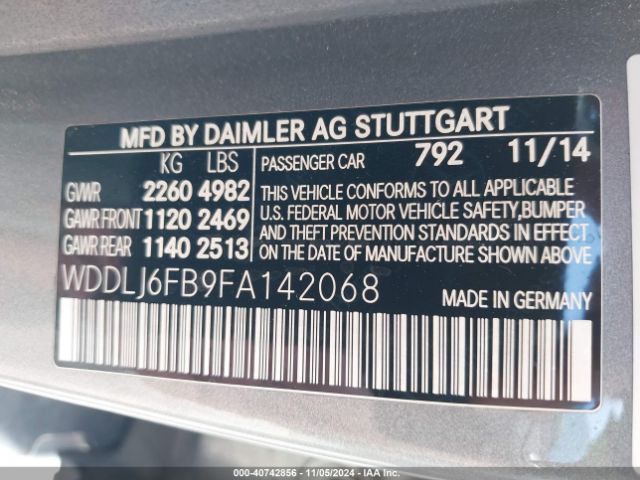 MFD BY DAIMLER AG STUTTGART
KG LBS
GVWR 2260 4982
GAWR FRONT 1120 2469
GAWR REAR 1140 2513
PASSENGER CAR 792 11/14
THIS VEHICLE CONFORMS TO ALL APPLICABLE
U.S. FEDERAL MOTOR VEHICLE SAFETY,BUMPER
AND THEFT PREVENTION STANDARDS IN EFFECT
ON DATE OF MANUFACTURE SHOWN ABOVE.
WDDLJ6FB9FA142068
MADE IN GERMANY
000-40742856 - 11/05/2024 - IAA Inc.